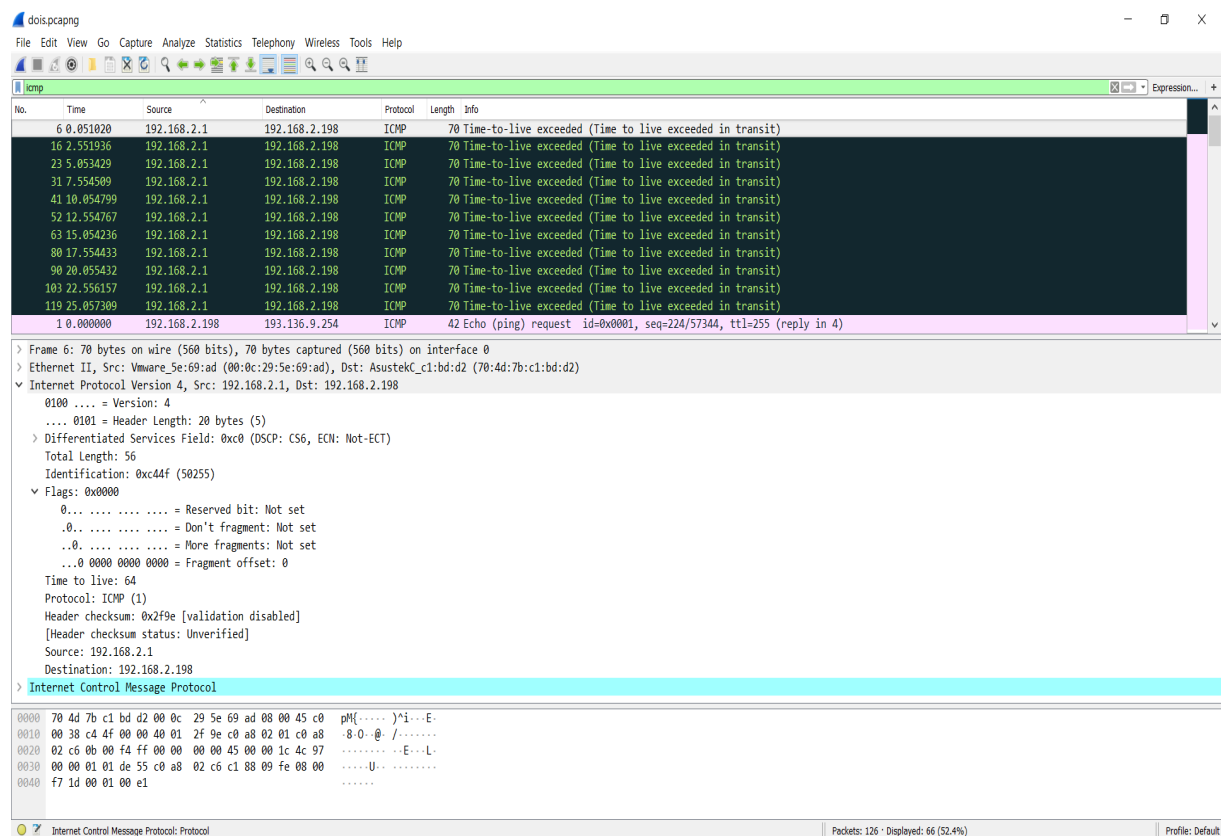 dois.pcapng
File Edit View Go Capture Analyze Statistics Telephony Wireless Tools Help
icmp Expression... +
No. Time Source Destination Protocol Length Info
6 0.051020 192.168.2.1 192.168.2.198 ICMP 70 Time-to-live exceeded (Time to live exceeded in transit)
16 2.551936 192.168.2.1 192.168.2.198 ICMP 70 Time-to-live exceeded (Time to live exceeded in transit)
23 5.053429 192.168.2.1 192.168.2.198 ICMP 70 Time-to-live exceeded (Time to live exceeded in transit)
31 7.554509 192.168.2.1 192.168.2.198 ICMP 70 Time-to-live exceeded (Time to live exceeded in transit)
41 10.054799 192.168.2.1 192.168.2.198 ICMP 70 Time-to-live exceeded (Time to live exceeded in transit)
52 12.554767 192.168.2.1 192.168.2.198 ICMP 70 Time-to-live exceeded (Time to live exceeded in transit)
63 15.054236 192.168.2.1 192.168.2.198 ICMP 70 Time-to-live exceeded (Time to live exceeded in transit)
80 17.554433 192.168.2.1 192.168.2.198 ICMP 70 Time-to-live exceeded (Time to live exceeded in transit)
90 20.055432 192.168.2.1 192.168.2.198 ICMP 70 Time-to-live exceeded (Time to live exceeded in transit)
103 22.556157 192.168.2.1 192.168.2.198 ICMP 70 Time-to-live exceeded (Time to live exceeded in transit)
119 25.057309 192.168.2.1 192.168.2.198 ICMP 70 Time-to-live exceeded (Time to live exceeded in transit)
1 0.000000 192.168.2.198 193.136.9.254 ICMP 42 Echo (ping) request id=0x0001, seq=224/57344, ttl=255 (reply in 4)
Frame 6: 70 bytes on wire (560 bits), 70 bytes captured (560 bits) on interface 0
Ethernet II, Src: Vmware_5e:69:ad (00:0c:29:5e:69:ad), Dst: AsustekC_c1:bd:d2 (70:4d:7b:c1:bd:d2)
Internet Protocol Version 4, Src: 192.168.2.1, Dst: 192.168.2.198
0100 .... = Version: 4
.... 0101 = Header Length: 20 bytes (5)
Differentiated Services Field: 0xc0 (DSCP: CS6, ECN: Not-ECT)
Total Length: 56
Identification: 0xc44f (50255)
Flags: 0x0000
0... .... .... .... = Reserved bit: Not set
.0.. .... .... .... = Don't fragment: Not set
..0. .... .... .... = More fragments: Not set
...0 0000 0000 0000 = Fragment offset: 0
Time to live: 64
Protocol: ICMP (1)
Header checksum: 0x2f9e [validation disabled]
[Header checksum status: Unverified]
Source: 192.168.2.1
Destination: 192.168.2.198
Internet Control Message Protocol
0000 70 4d 7b c1 bd d2 00 0c 29 5e 69 ad 08 00 45 c0 pM{····· )^i···E·
0010 00 38 c4 4f 00 00 40 01 2f 9e c0 a8 02 01 c0 a8 ·8·O··@· /·······
0020 02 c6 0b 00 f4 ff 00 00 00 00 45 00 00 1c 4c 97 ········ ··E···L·
0030 00 00 01 01 de 55 c0 a8 02 c6 c1 88 09 fe 08 00 ·····U·· ········
0040 f7 1d 00 01 00 e1 ······
Internet Control Message Protocol: Protocol Packets: 126 · Displayed: 66 (52.4%) Profile: Default